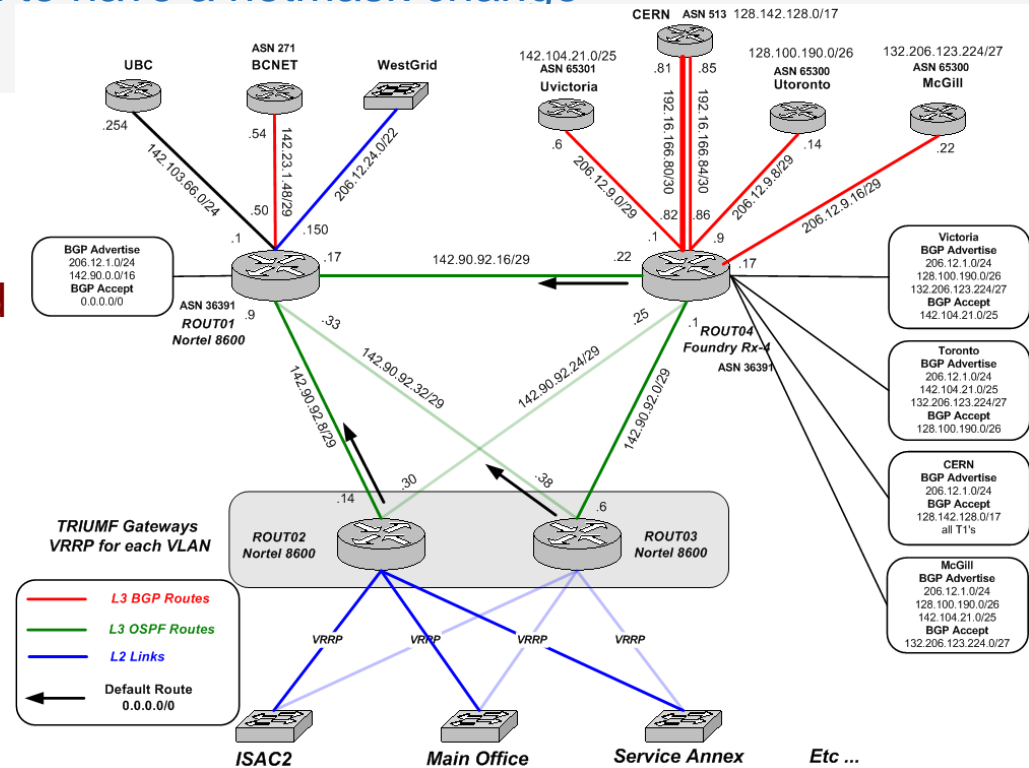 to have a netmask change
CERN ASN 513 128.142.128.0/17
UBC
ASN 271
BCNET
WestGrid
142.104.21.0/25
ASN 65301
Uvictoria
128.100.190.0/26
ASN 65300
Utoronto
132.206.123.224/27
ASN 65300
McGill
.254
.54
.81
.85
.6
.14
.22
142.103.66.0/24
142.23.1.48/29
206.12.24.0/22
206.12.9.0/29
192.16.166.80/30
192.16.166.84/30
206.12.9.8/29
206.12.9.16/29
.1
.50
.150
.1
.82
.86
.9
.17
BGP Advertise
206.12.1.0/24
142.90.0.0/16
BGP Accept
0.0.0.0/0
.17
142.90.92.16/29
.22
ASN 36391
ROUT01
Nortel 8600
.9
.33
.25
.1
ROUT04
Foundry Rx-4
ASN 36391
142.90.92.8/29
142.90.92.32/29
142.90.92.24/29
142.90.92.0/29
Victoria
BGP Advertise
206.12.1.0/24
128.100.190.0/26
132.206.123.224/27
BGP Accept
142.104.21.0/25
Toronto
BGP Advertise
206.12.1.0/24
142.104.21.0/25
132.206.123.224/27
BGP Accept
128.100.190.0/26
CERN
BGP Advertise
206.12.1.0/24
BGP Accept
128.142.128.0/17
all T1's
McGill
BGP Advertise
206.12.1.0/24
128.100.190.0/26
142.104.21.0/25
BGP Accept
132.206.123.224.0/27
.14
.30
.38
.6
TRIUMF Gateways
VRRP for each VLAN
ROUT02
Nortel 8600
ROUT03
Nortel 8600
L3 BGP Routes
L3 OSPF Routes
L2 Links
Default Route
0.0.0.0/0
VRRP
VRRP
VRRP
VRRP
ISAC2
Main Office
Service Annex
Etc ...